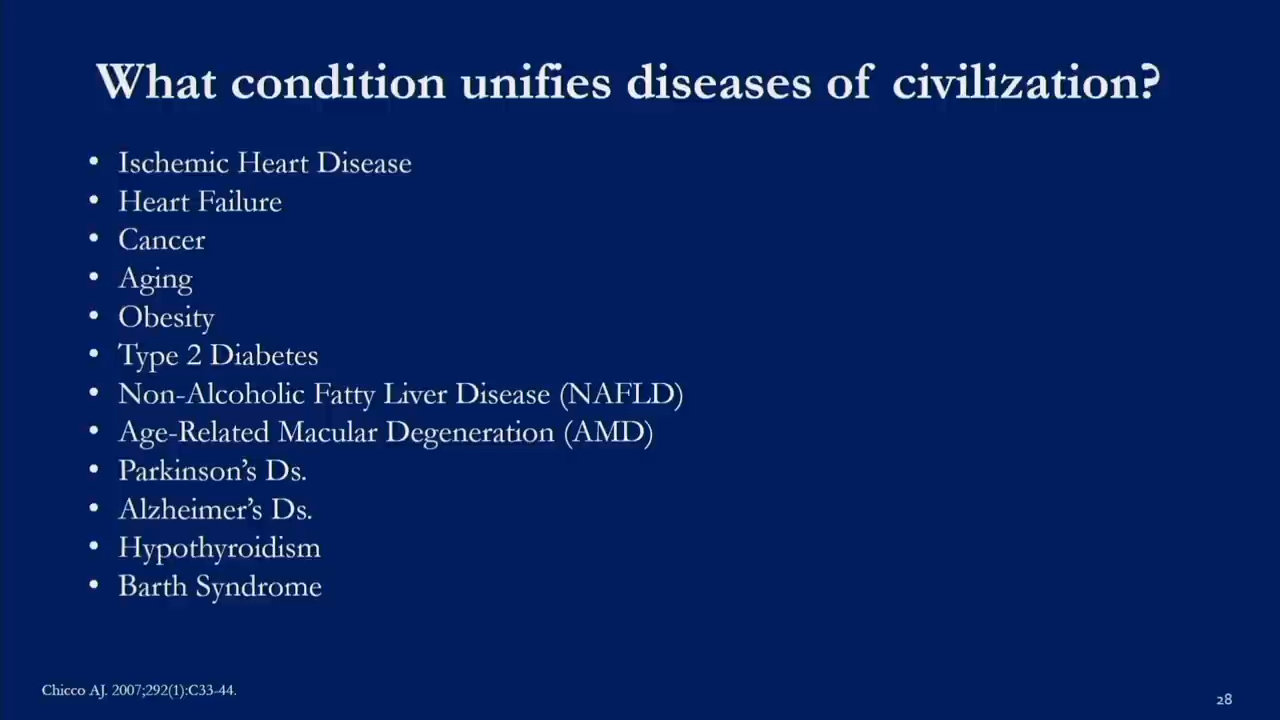 What condition unifies diseases of civilization?
• Ischemic Heart Disease
• Heart Failure
• Cancer
• Aging
• Obesity
• Type 2 Diabetes
• Non-Alcoholic Fatty Liver Disease (NAFLD)
• Age-Related Macular Degeneration (AMD)
• Parkinson’s Ds.
• Alzheimer’s Ds.
• Hypothyroidism
• Barth Syndrome
Chicco AJ. 2007;292(1):C33-44.
28